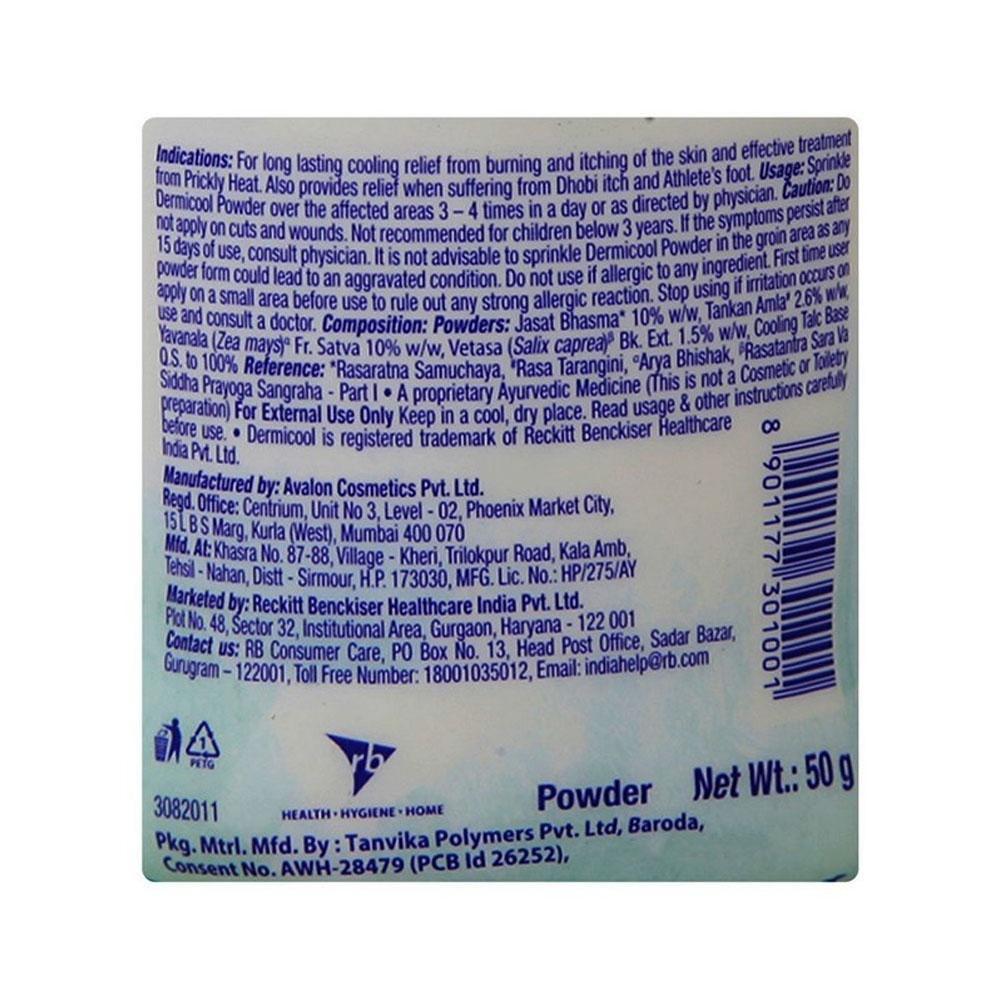 Indications: For long lasting cooling relief from burning and itching of the skin and effective treatment
from Prickly Heat. Also provides relief when suffering from Dhobi itch and Athlete's foot. Usage: Sprinkle
Dermicool Powder over the affected areas 3 – 4 times in a day or as directed by physician. Caution: Do
not apply on cuts and wounds. Not recommended for children below 3 years. If the symptoms persist after
15 days of use, consult physician. It is not advisable to sprinkle Dermicool Powder in the groin area as any
powder form could lead to an aggravated condition. Do not use if allergic to any ingredient. First time user
apply on a small area before use to rule out any strong allergic reaction. Stop using if irritation occurs on
use and consult a doctor. Composition: Powders: Jasat Bhasma* 10% w/w, Tankan Amla# 2.6% w/w,
Yavanala (Zea mays)α Fr. Satva 10% w/w, Vetasa (Salix caprea)β Bk. Ext. 1.5% w/w, Cooling Talc Base
Q.S. to 100% Reference: *Rasaratna Samuchaya, #Rasa Tarangini, αArya Bhishak, βRasatantra Sara Va
Siddha Prayoga Sangraha - Part I • A proprietary Ayurvedic Medicine (This is not a Cosmetic or Toiletry
preparation) For External Use Only Keep in a cool, dry place. Read usage & other instructions carefully
before use. • Dermicool is registered trademark of Reckitt Benckiser Healthcare
India Pvt. Ltd.
Manufactured by: Avalon Cosmetics Pvt. Ltd.
Regd. Office: Centrium, Unit No 3, Level - 02, Phoenix Market City,
15 L B S Marg, Kurla (West), Mumbai 400 070
Mfd. At: Khasra No. 87-88, Village - Kheri, Trilokpur Road, Kala Amb,
Tehsil - Nahan, Distt - Sirmour, H.P. 173030, MFG. Lic. No.: HP/275/AY
Marketed by: Reckitt Benckiser Healthcare India Pvt. Ltd.
Plot No. 48, Sector 32, Institutional Area, Gurgaon, Haryana - 122 001
Contact us: RB Consumer Care, PO Box No. 13, Head Post Office, Sadar Bazar,
Gurugram – 122001, Toll Free Number: 18001035012, Email: indiahelp@rb.com
8 901177 301001
1
PETG
rb
HEALTH • HYGIENE • HOME
Powder Net Wt.: 50 g
3082011
Pkg. Mtrl. Mfd. By : Tanvika Polymers Pvt. Ltd, Baroda,
Consent No. AWH-28479 (PCB Id 26252),